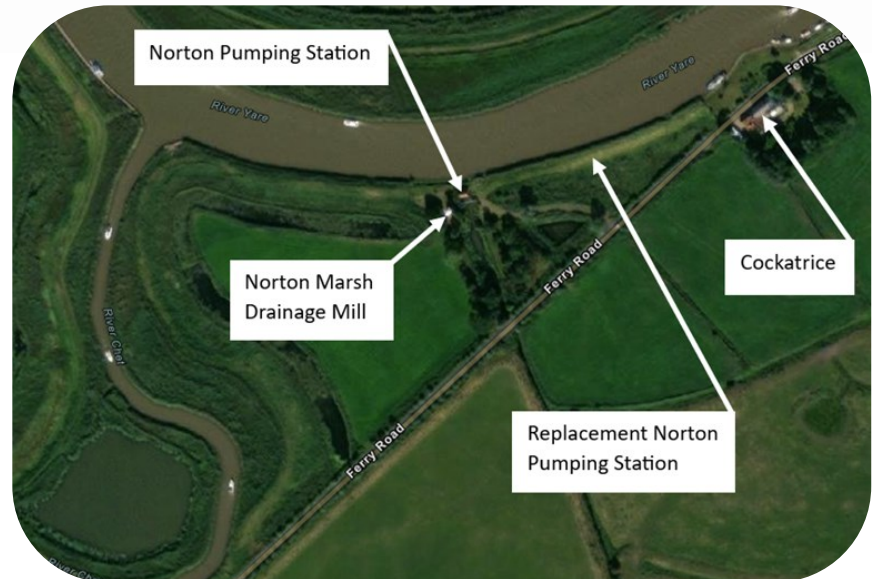 Norton Pumping Station
River Yare
River Yare
Ferry Road
Norton Marsh
Drainage Mill
Ferry Road
Cockatrice
River Chet
Replacement Norton
Pumping Station
Ferry Road